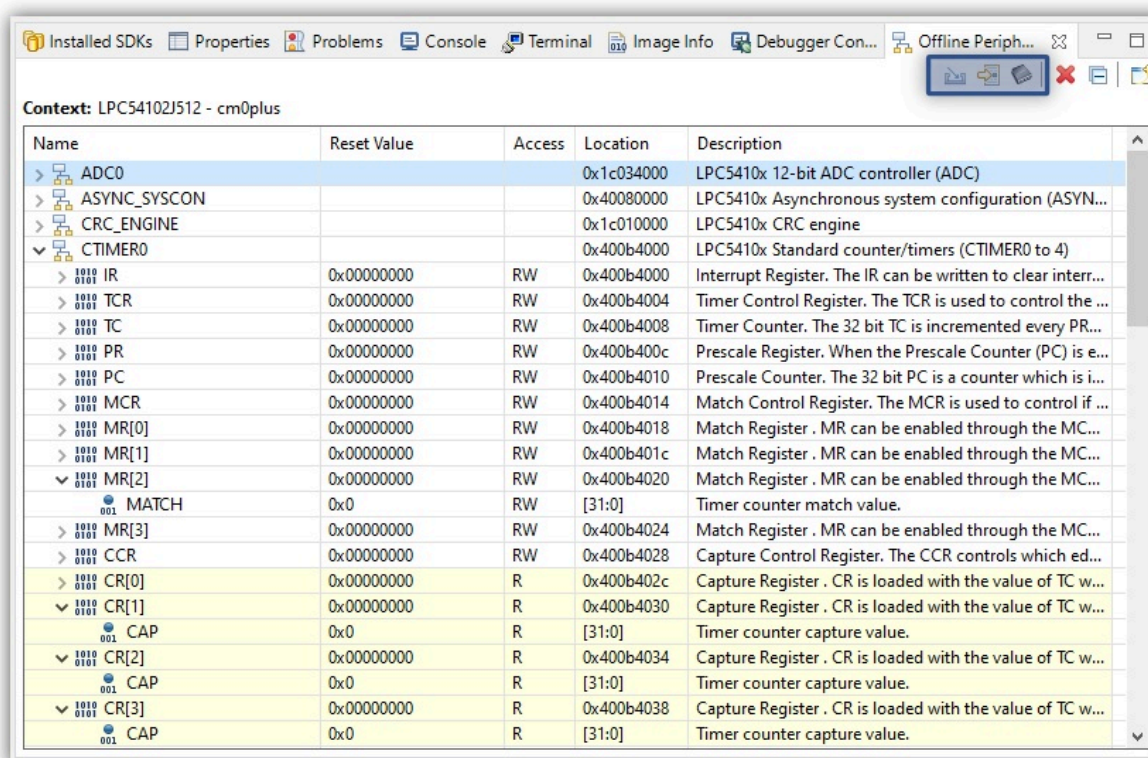 Installed SDKs Properties Problems Console Terminal Image Info Debugger Con... Offline Periph...
Context: LPC54102J512 - cm0plus
Name Reset Value Access Location Description
ADC0 0x1c034000 LPC5410x 12-bit ADC controller (ADC)
ASYNC_SYSCON 0x40080000 LPC5410x Asynchronous system configuration (ASYN...
CRC_ENGINE 0x1c010000 LPC5410x CRC engine
CTIMER0 0x400b4000 LPC5410x Standard counter/timers (CTIMER0 to 4)
IR 0x00000000 RW 0x400b4000 Interrupt Register. The IR can be written to clear interr...
TCR 0x00000000 RW 0x400b4004 Timer Control Register. The TCR is used to control the ...
TC 0x00000000 RW 0x400b4008 Timer Counter. The 32 bit TC is incremented every PR...
PR 0x00000000 RW 0x400b400c Prescale Register. When the Prescale Counter (PC) is e...
PC 0x00000000 RW 0x400b4010 Prescale Counter. The 32 bit PC is a counter which is i...
MCR 0x00000000 RW 0x400b4014 Match Control Register. The MCR is used to control if ...
MR[0] 0x00000000 RW 0x400b4018 Match Register . MR can be enabled through the MC...
MR[1] 0x00000000 RW 0x400b401c Match Register . MR can be enabled through the MC...
MR[2] 0x00000000 RW 0x400b4020 Match Register . MR can be enabled through the MC...
MATCH 0x0 RW [31:0] Timer counter match value.
MR[3] 0x00000000 RW 0x400b4024 Match Register . MR can be enabled through the MC...
CCR 0x00000000 RW 0x400b4028 Capture Control Register. The CCR controls which ed...
CR[0] 0x00000000 R 0x400b402c Capture Register . CR is loaded with the value of TC w...
CR[1] 0x00000000 R 0x400b4030 Capture Register . CR is loaded with the value of TC w...
CAP 0x0 R [31:0] Timer counter capture value.
CR[2] 0x00000000 R 0x400b4034 Capture Register . CR is loaded with the value of TC w...
CAP 0x0 R [31:0] Timer counter capture value.
CR[3] 0x00000000 R 0x400b4038 Capture Register . CR is loaded with the value of TC w...
CAP 0x0 R [31:0] Timer counter capture value.